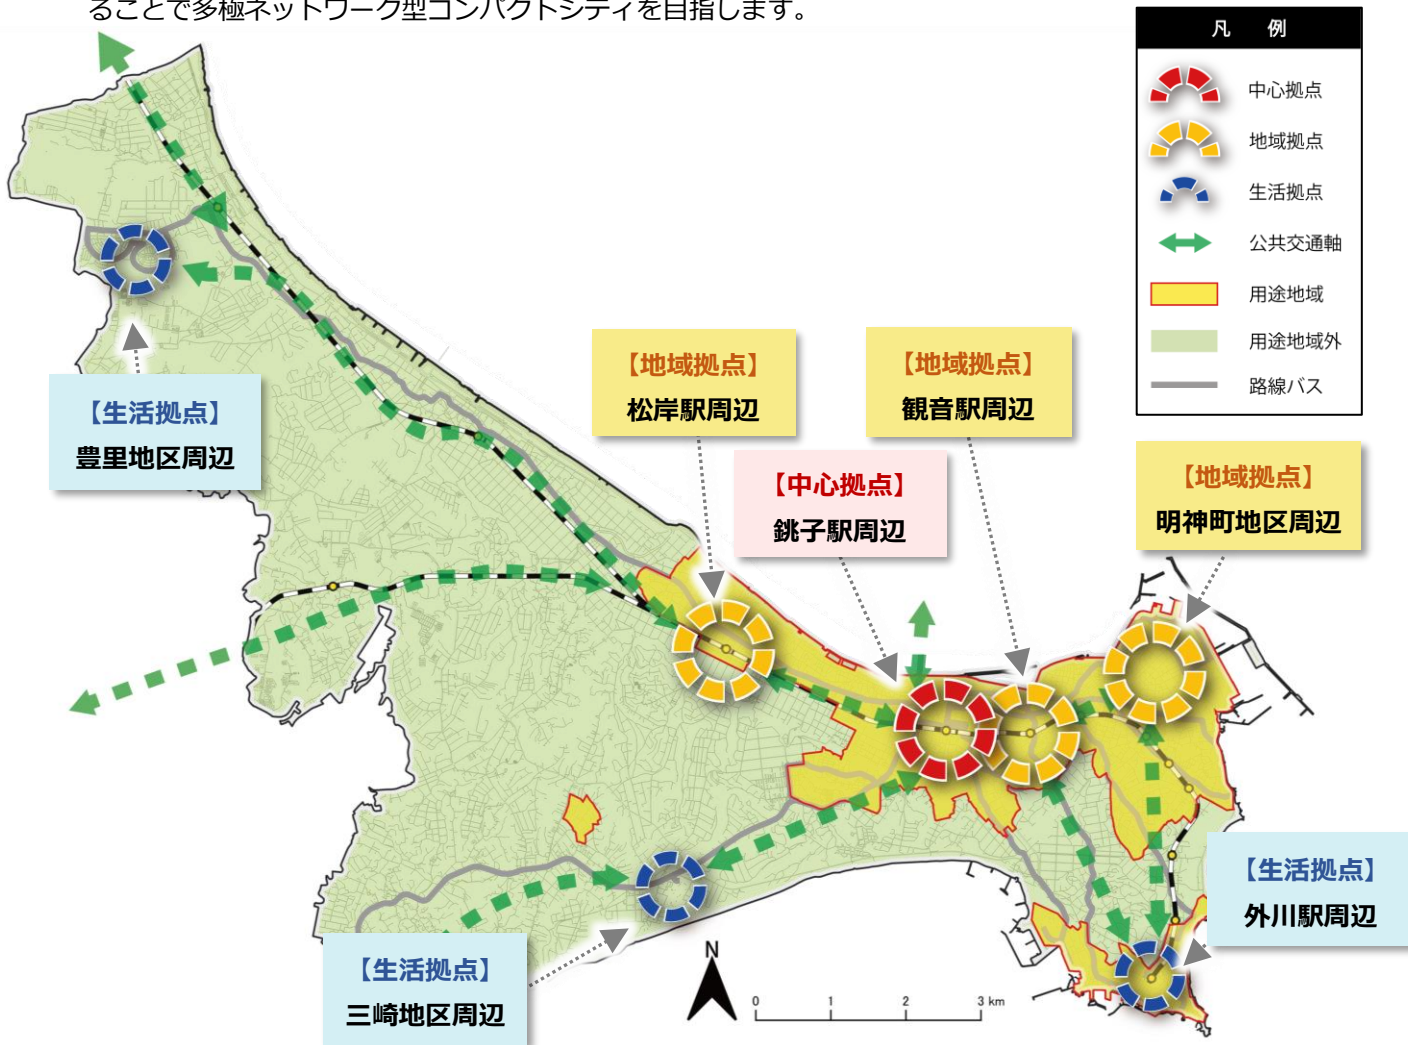 ることで多極ネットワーク型コンパクトシティを目指します。
凡 例
中心拠点
地域拠点
生活拠点
公共交通軸
用途地域
用途地域外
路線バス
【地域拠点】
松岸駅周辺
【地域拠点】
観音駅周辺
【生活拠点】
豊里地区周辺
【中心拠点】
銚子駅周辺
【地域拠点】
明神町地区周辺
【生活拠点】
外川駅周辺
【生活拠点】
三崎地区周辺
N
0 1 2 3 km